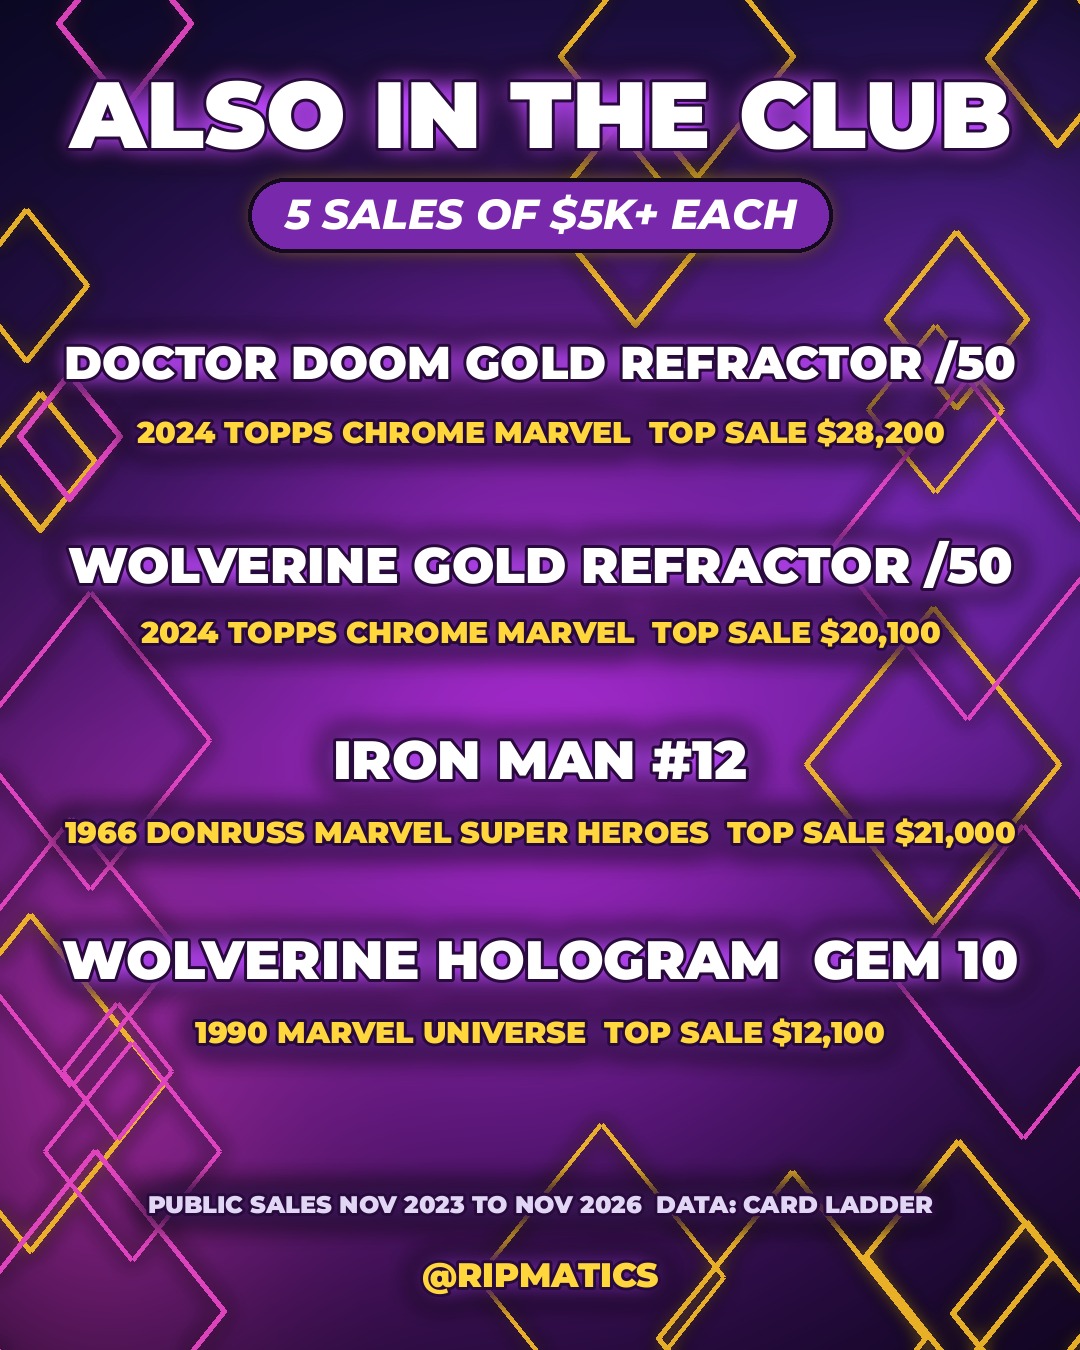 ALSO IN THE CLUB
5 SALES OF $5K+ EACH
DOCTOR DOOM GOLD REFRACTOR /50
2024 TOPPS CHROME MARVEL TOP SALE $28,200
WOLVERINE GOLD REFRACTOR /50
2024 TOPPS CHROME MARVEL TOP SALE $20,100
IRON MAN #12
1966 DONRUSS MARVEL SUPER HEROES TOP SALE $21,000
WOLVERINE HOLOGRAM GEM 10
1990 MARVEL UNIVERSE TOP SALE $12,100
PUBLIC SALES NOV 2023 TO NOV 2026 DATA: CARD LADDER
@RIPMATICS